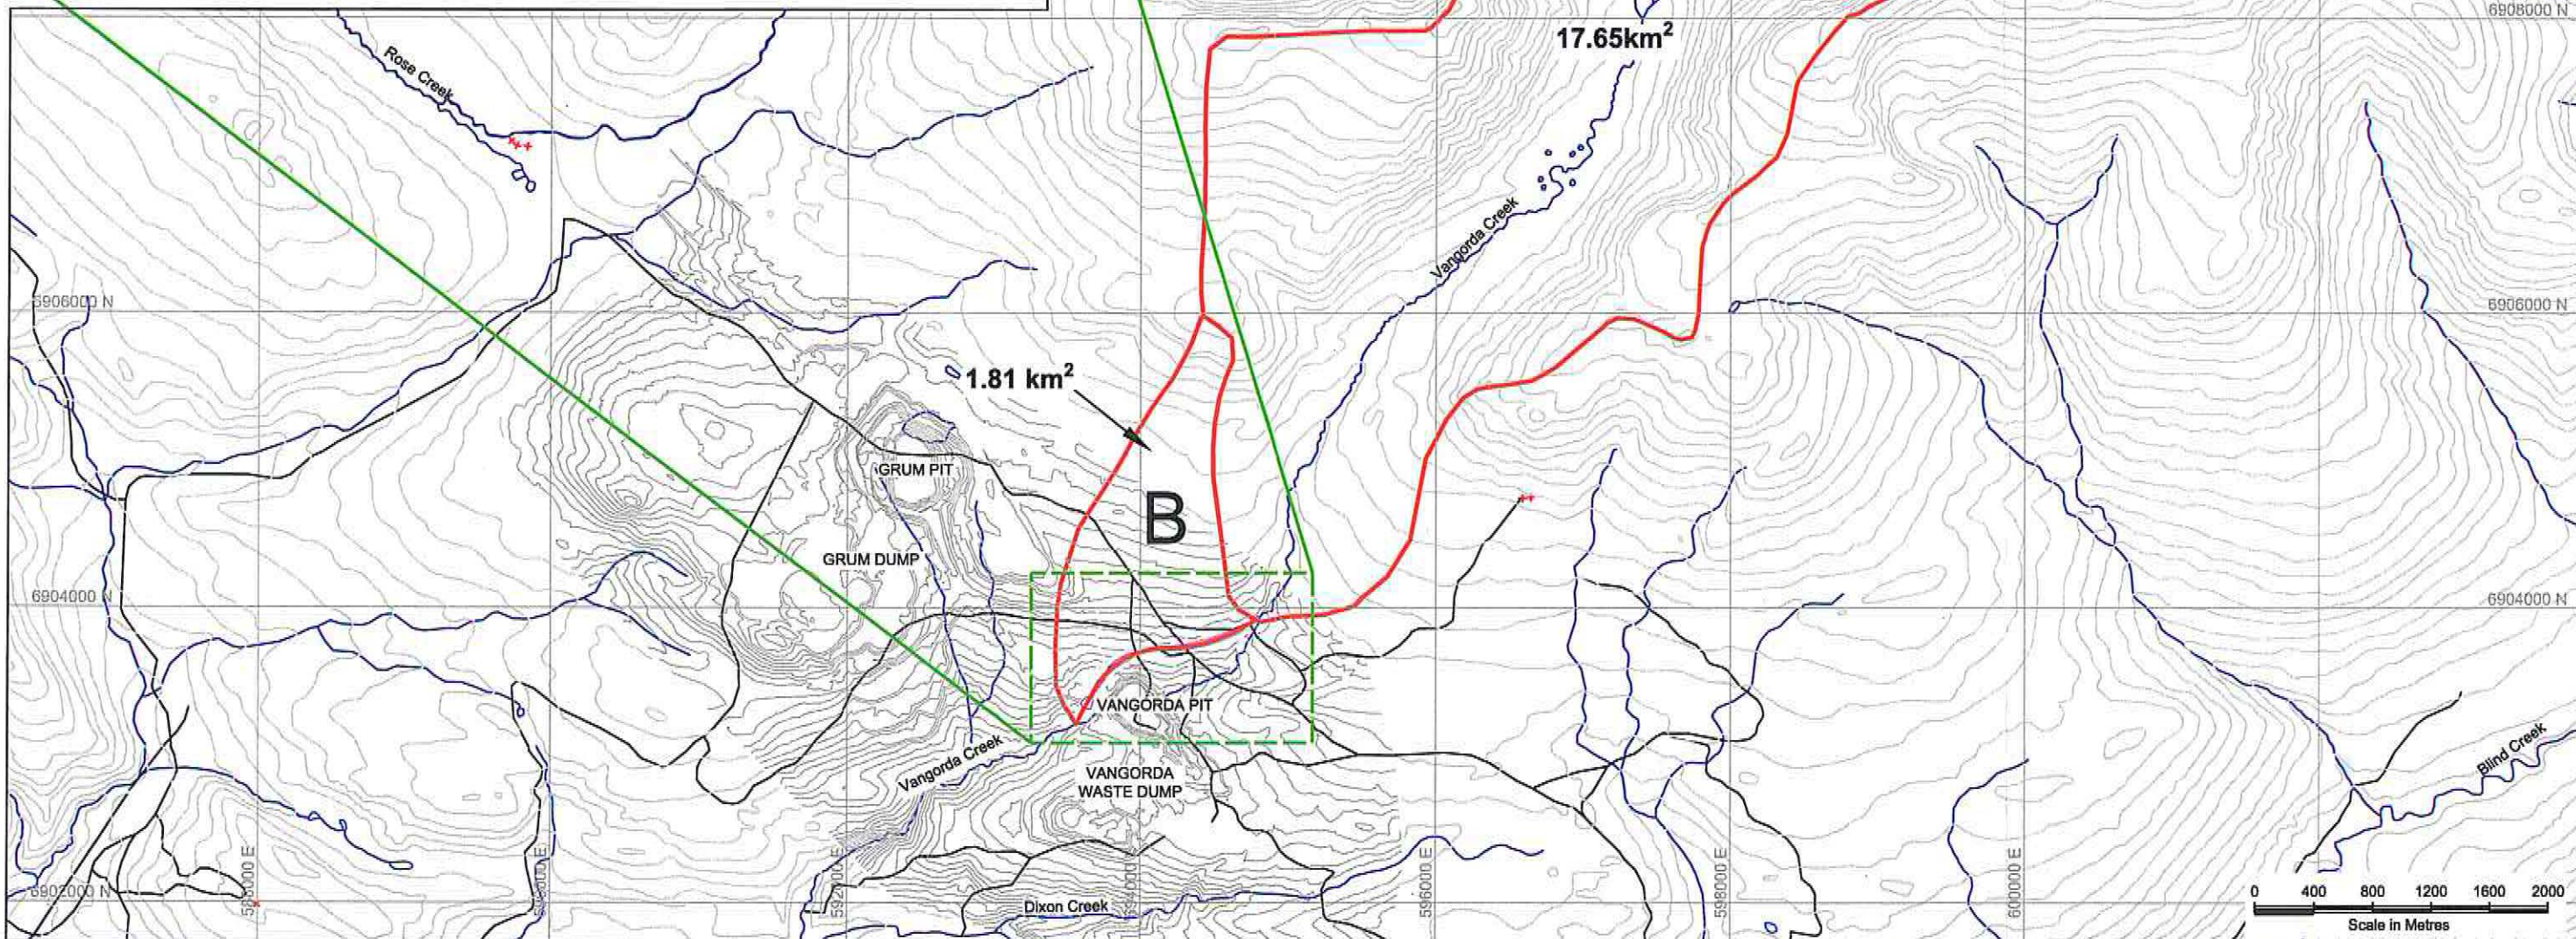 6908000 N
17.65km²
Rose Creek
Vangorda Creek
6906000 N
6906000 N
1.81 km²
GRUM PIT
B
GRUM DUMP
6904000 N
6904000 N
VANGORDA PIT
Vangorda Creek
VANGORDA
WASTE DUMP
Blind Creek
6902000 N
592000 E
596000 E
598000 E
600000 E
Dixon Creek
0 400 800 1200 1600 2000
Scale in Metres